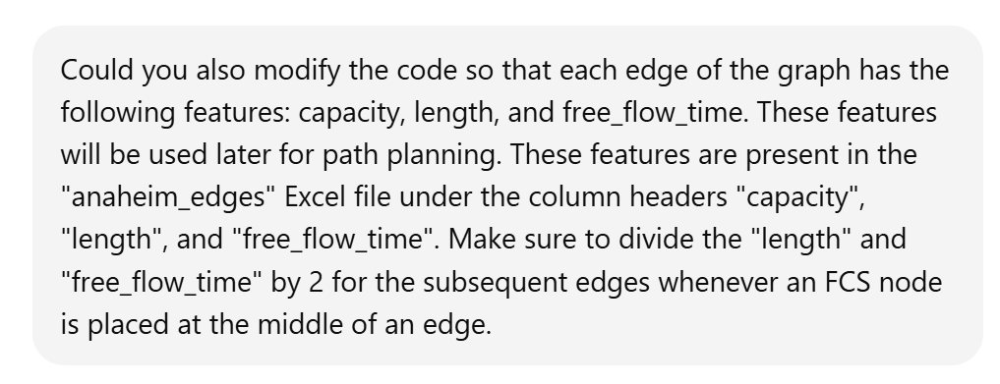 Could you also modify the code so that each edge of the graph has the
following features: capacity, length, and free_flow_time. These features
will be used later for path planning. These features are present in the
"anaheim_edges" Excel file under the column headers "capacity",
"length", and "free_flow_time". Make sure to divide the "length" and
"free_flow_time" by 2 for the subsequent edges whenever an FCS node
is placed at the middle of an edge.